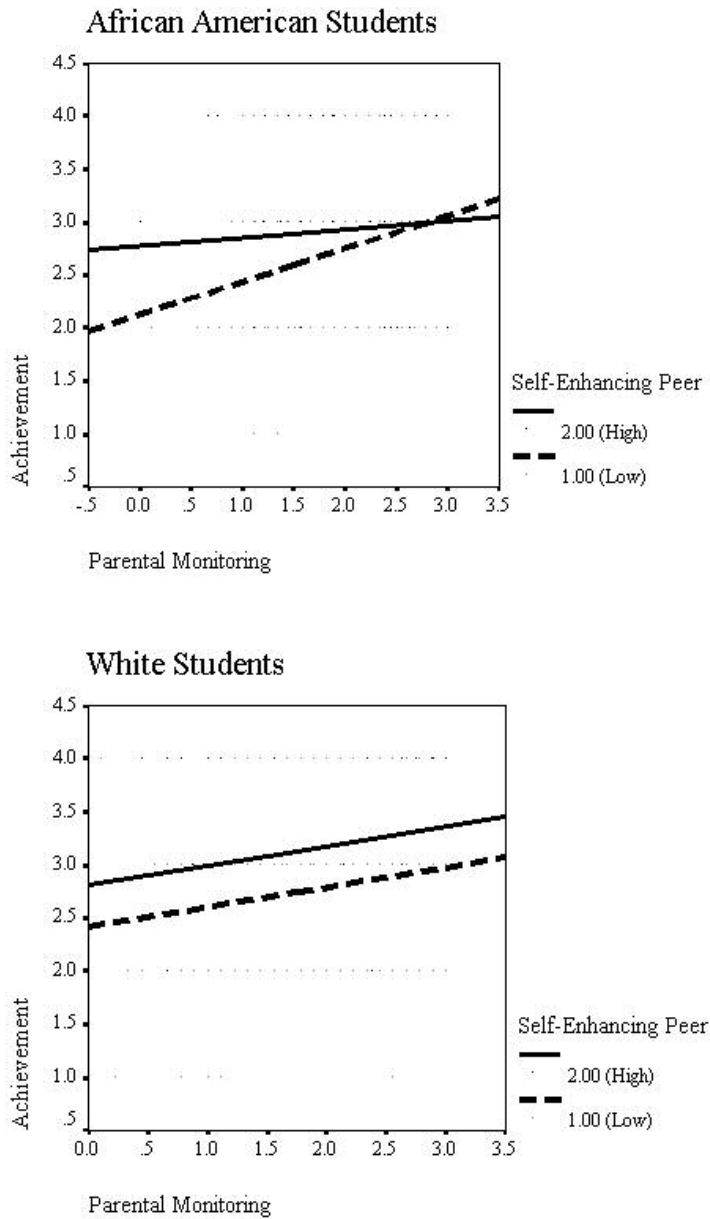 African American Students
4.5
4.0
3.5
3.0
2.5
2.0
1.5
1.0
.5
Achievement
-.5 0.0 .5 1.0 1.5 2.0 2.5 3.0 3.5
Parental Monitoring
Self-Enhancing Peer
2.00 (High)
1.00 (Low)
White Students
4.5
4.0
3.5
3.0
2.5
2.0
1.5
1.0
.5
Achievement
0.0 .5 1.0 1.5 2.0 2.5 3.0 3.5
Parental Monitoring
Self-Enhancing Peer
2.00 (High)
1.00 (Low)